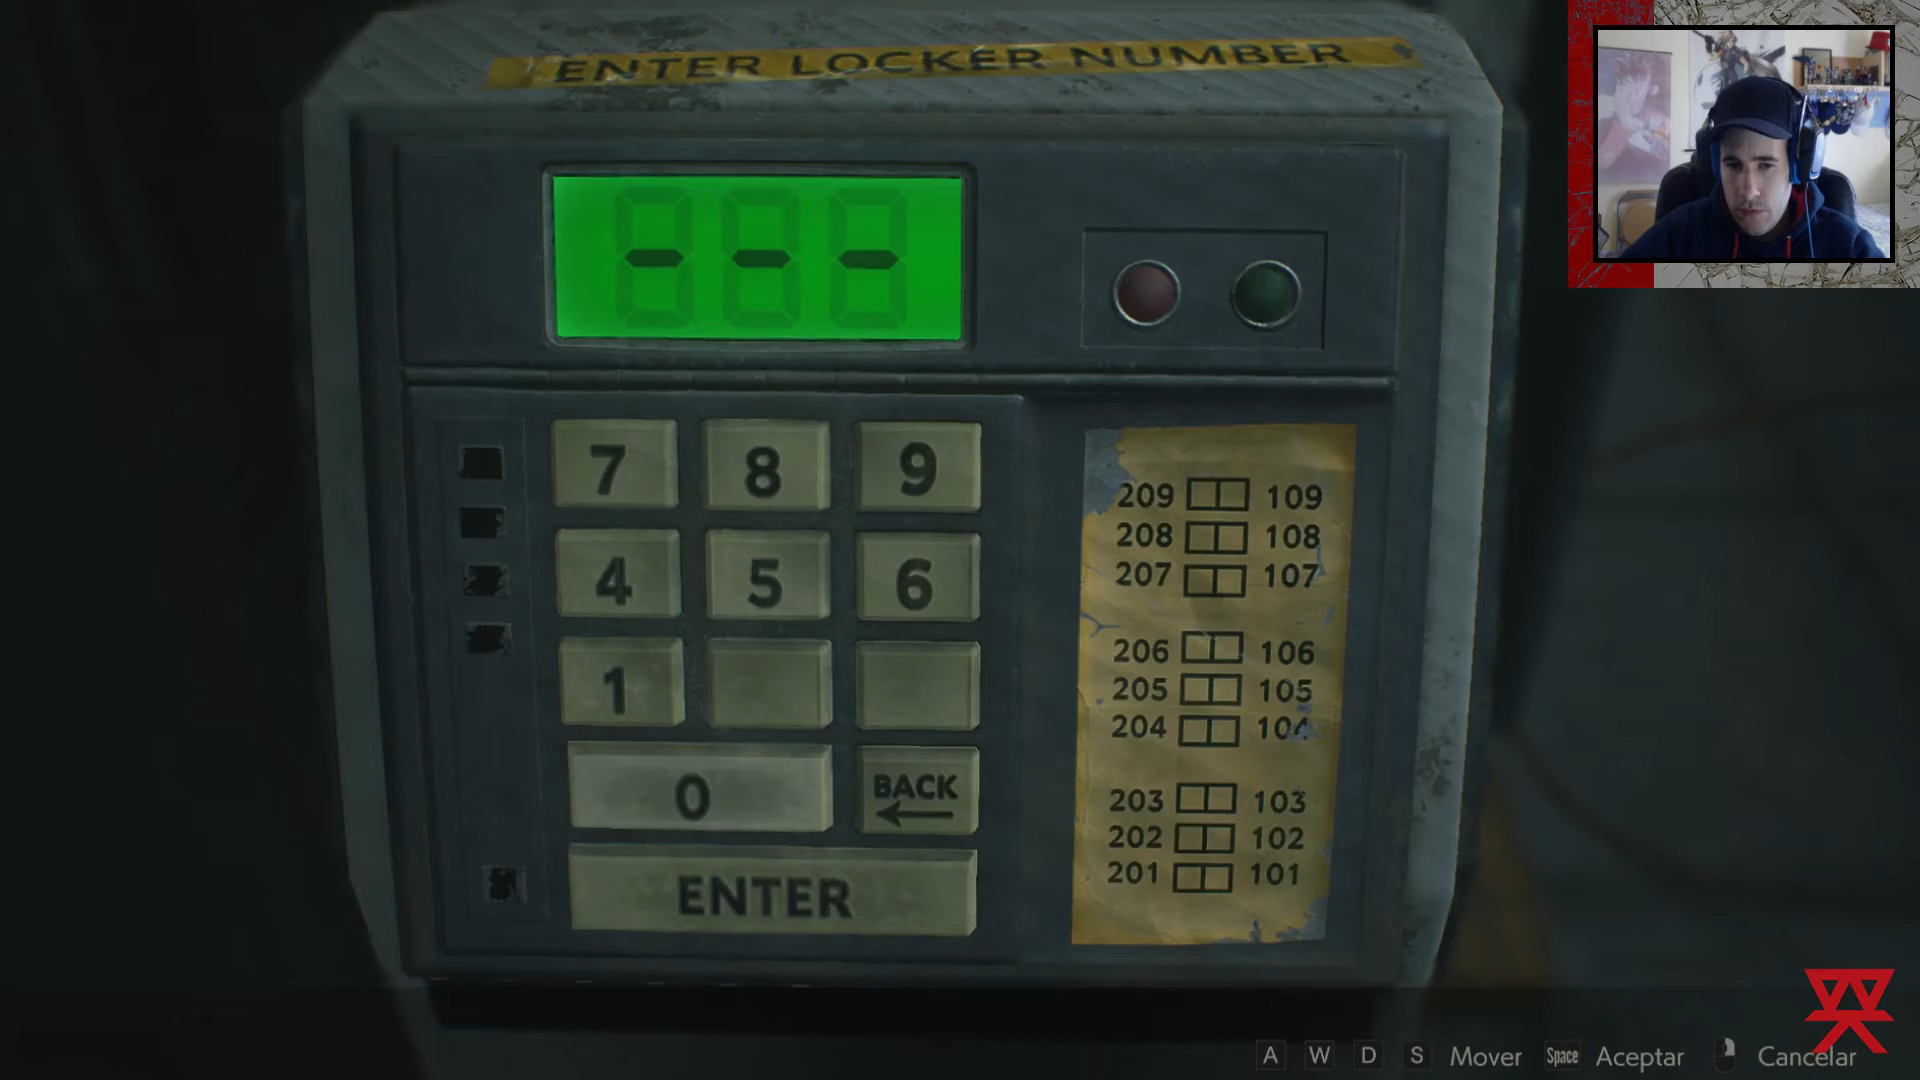 ENTER LOCKER NUMBER
- - -
7 8 9
4 5 6
1
0 BACK
ENTER
209 109
208 108
207 107
206 106
205 105
204 104
203 103
202 102
201 101
A W D S Mover Space Aceptar Cancelar